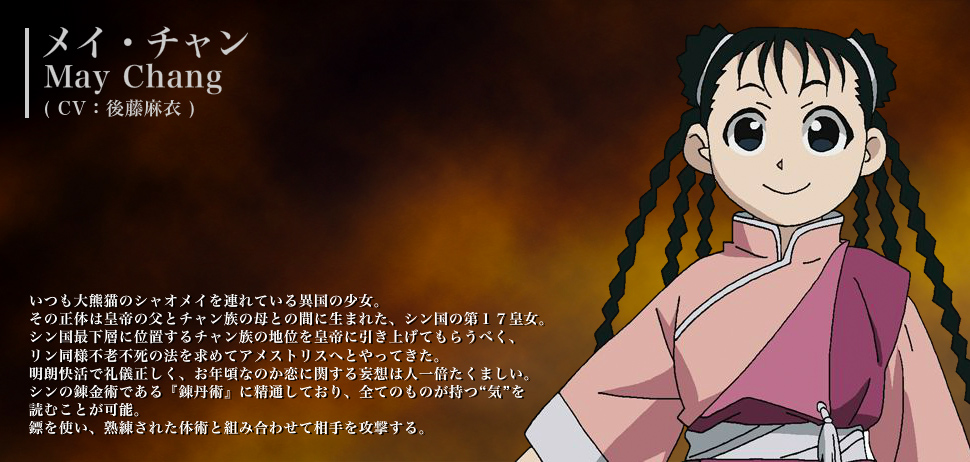 メイ・チャン
May Chang
( CV：後藤麻衣 )
いつも大熊猫のシャオメイを連れている異国の少女。
その正体は皇帝の父とチャン族の母との間に生まれた、シン国の第１７皇女。
シン国最下層に位置するチャン族の地位を皇帝に引き上げてもらうべく、
リン同様不老不死の法を求めてアメストリスへとやってきた。
明朗快活で礼儀正しく、お年頃なのか恋に関する妄想は人一倍たくましい。
シンの錬金術である『錬丹術』に精通しており、全てのものが持つ“気”を
読むことが可能。
鏢を使い、熟練された体術と組み合わせて相手を攻撃する。